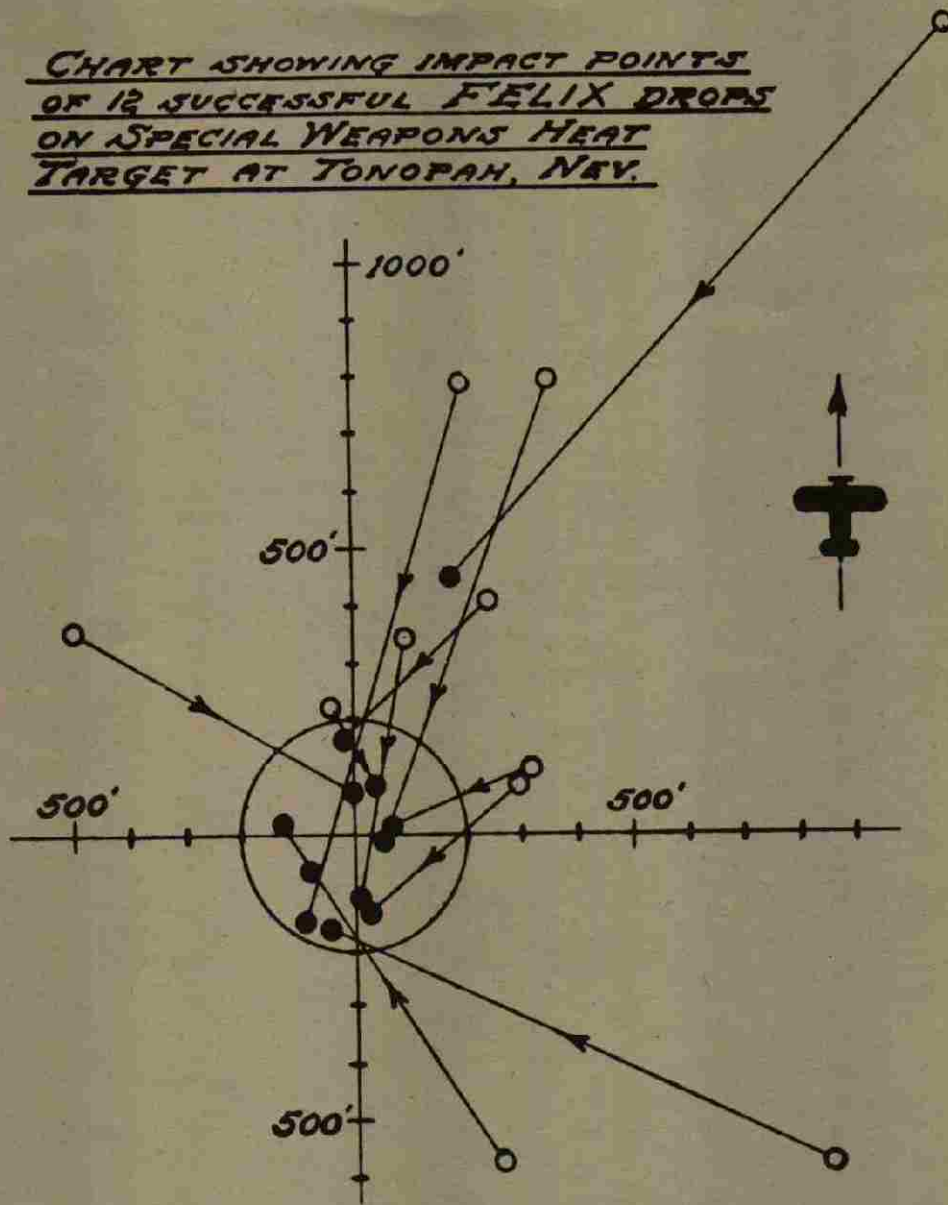 CHART SHOWING IMPACT POINTS
OF 12 SUCCESSFUL FELIX DROPS
ON SPECIAL WEAPONS HEAT
TARGET AT TONOPAH, NEV.
1000'
500'
500'
500'
500'